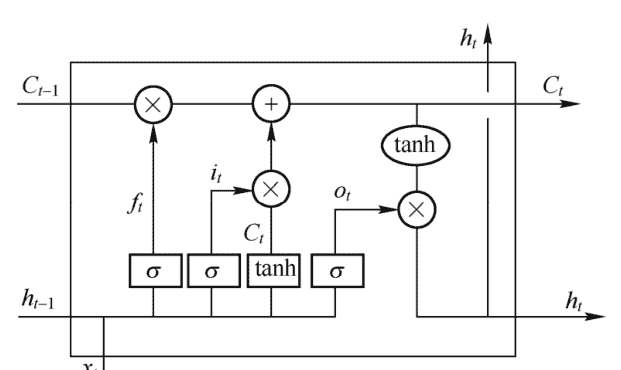 h_t
C_{t-1}
×
+
C_t
tanh
i_t
×
o_t
×
f_t
C_t
σ
σ
tanh
σ
h_{t-1}
h_t